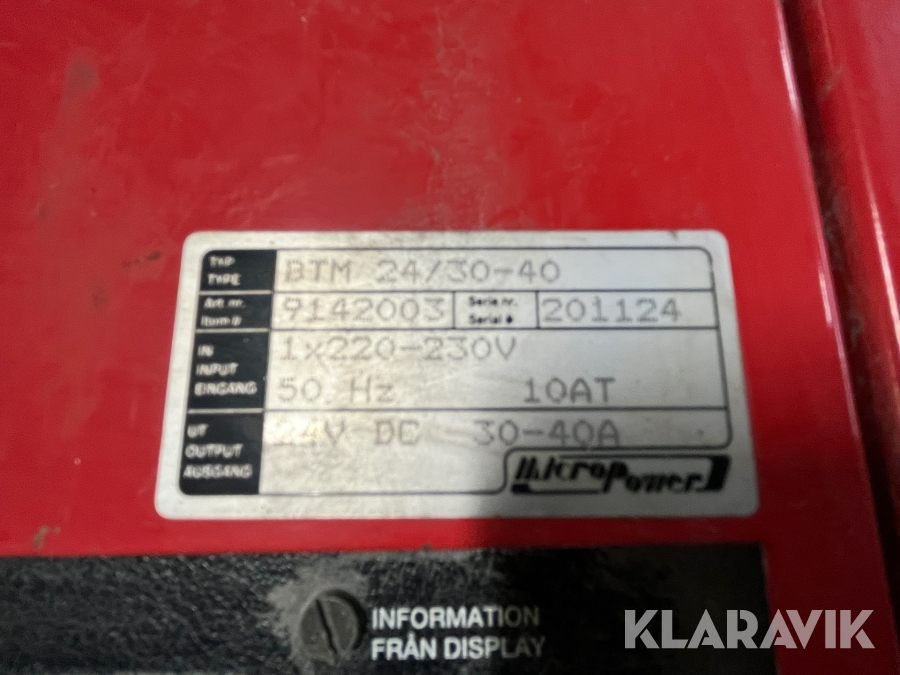 TYP
TYPE
BTM 24/30-40
Art. nr.
Item #
9142003
Serie nr.
Serial #
201124
IN
INPUT
EINGANG
1x220-230V
50 Hz 10AT
UT
OUTPUT
AUSGANG
24V DC 30-40A
micropower
INFORMATION
FRÅN DISPLAY
KLARAVIK